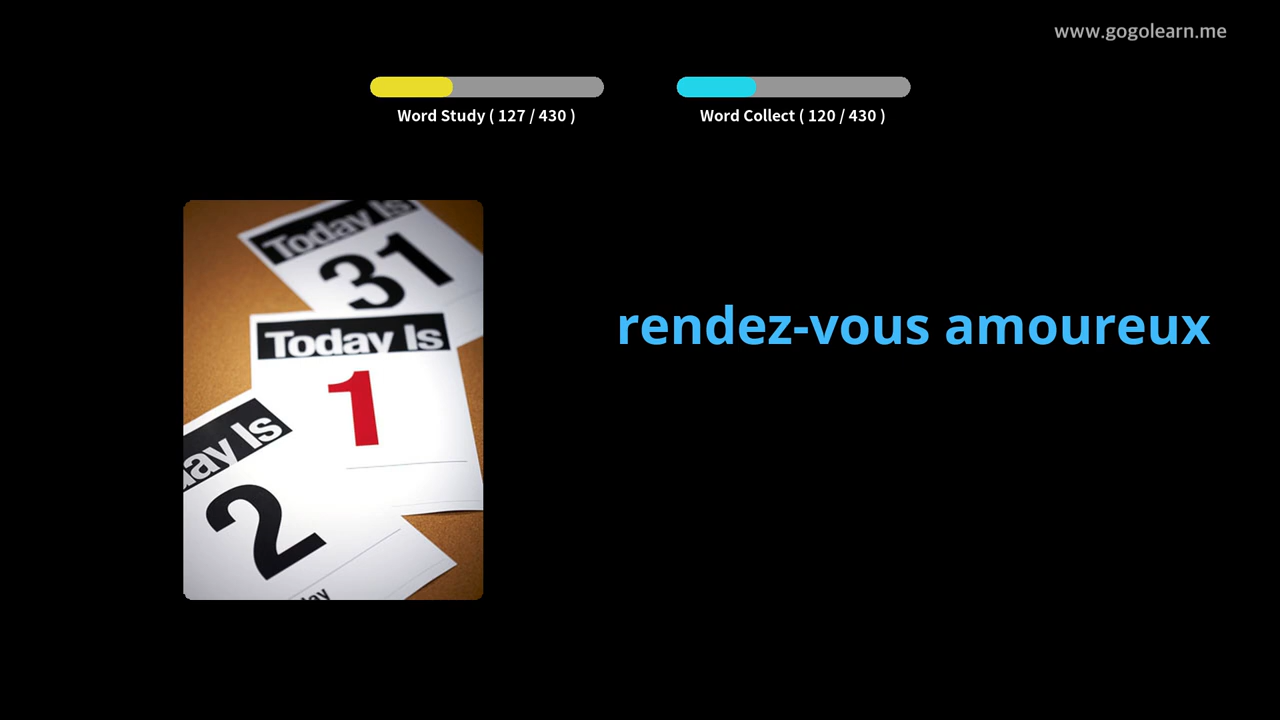 www.gogolearn.me
Word Study ( 127 / 430 )
Word Collect ( 120 / 430 )
Today Is
31
Today Is
1
ay Is
2
ay
rendez-vous amoureux